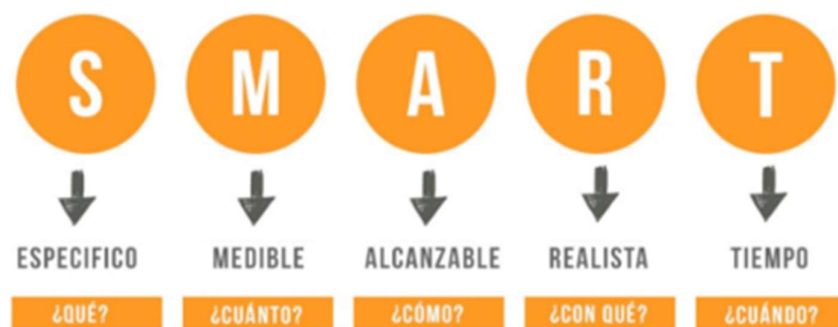 S M A R T
ESPECIFICO MEDIBLE ALCANZABLE REALISTA TIEMPO
¿QUÉ? ¿CUÁNTO? ¿CÓMO? ¿CON QUÉ? ¿CUÁNDO?